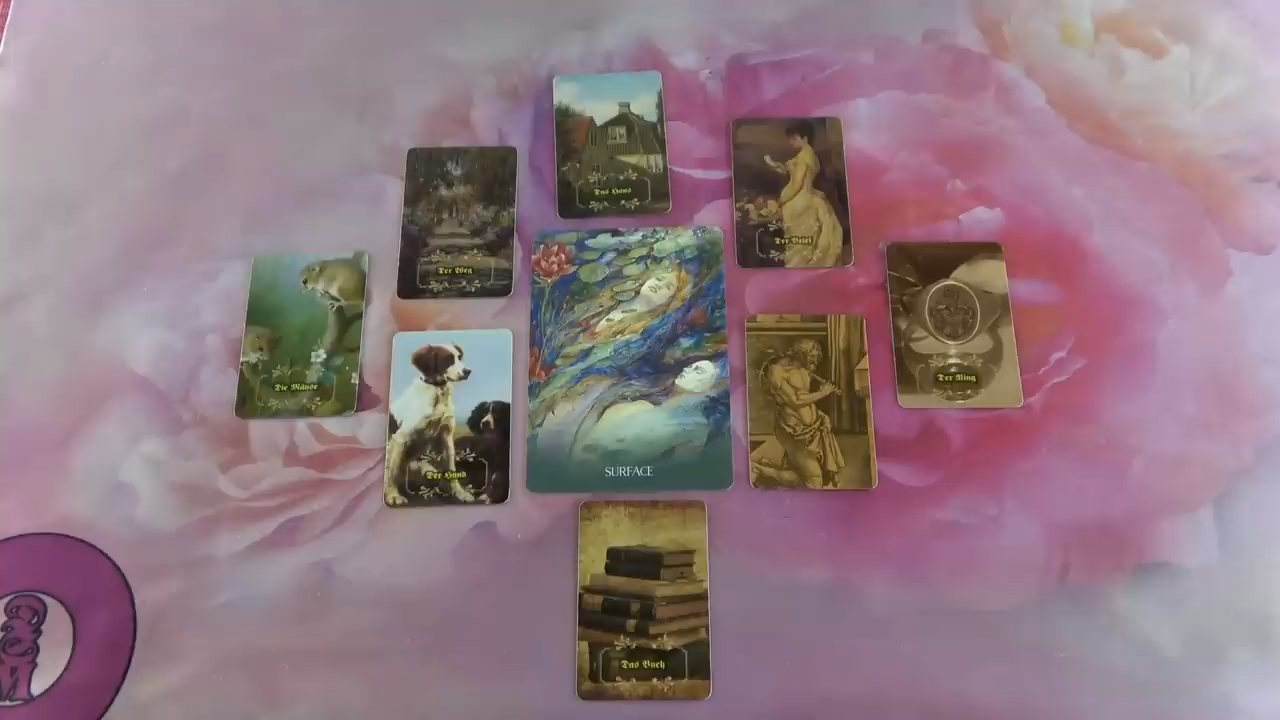 Das Haus
Der Brief
Der Weg
Der Ring
Die Mäuse
Der Hund
SURFACE
Das Buch